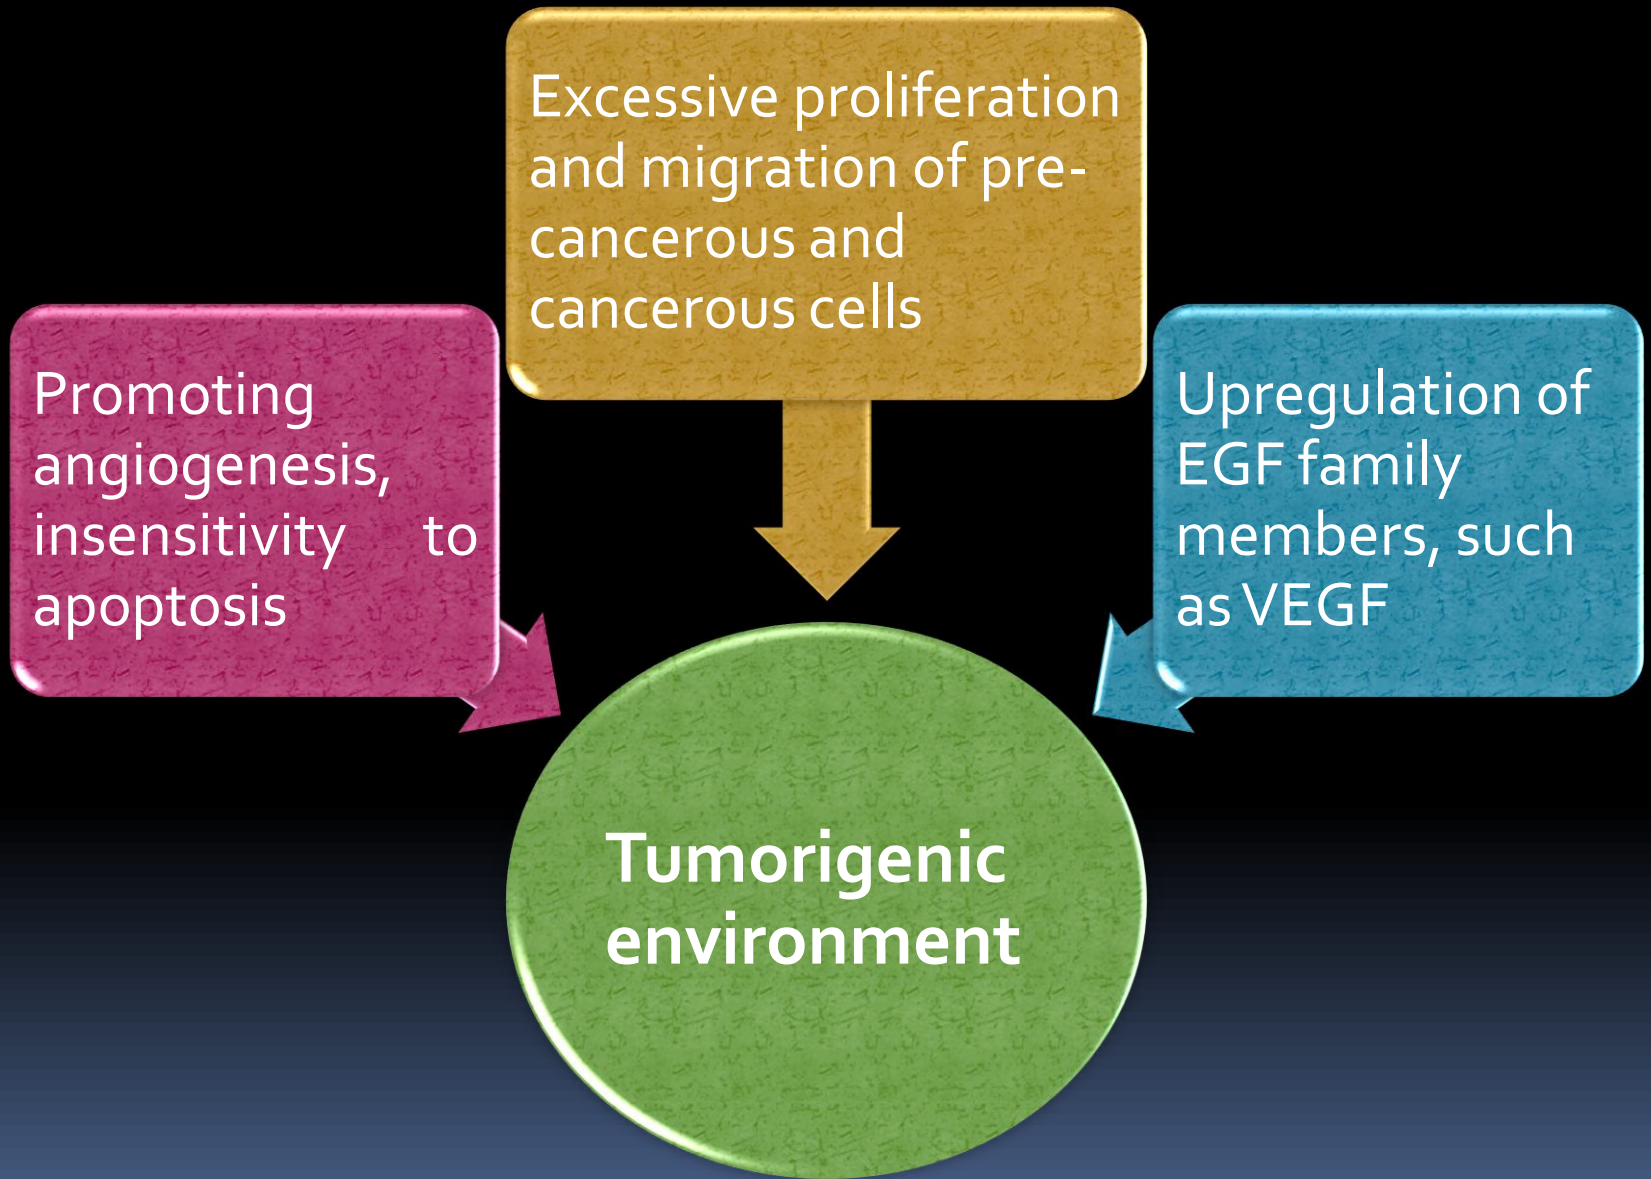 Excessive proliferation
and migration of pre-
cancerous and
cancerous cells
Promoting
angiogenesis,
insensitivity to
apoptosis
Upregulation of
EGF family
members, such
as VEGF
Tumorigenic
environment